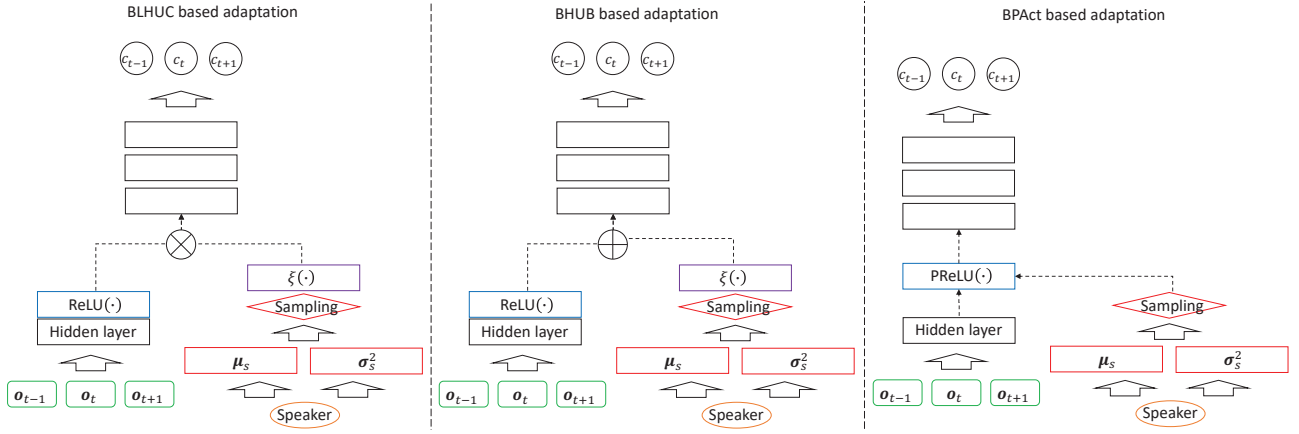 BLHUC based adaptation
c_{t-1} c_t c_{t+1}
ξ(·)
ReLU(·)
Sampling
Hidden layer
μ_s σ_s^2
o_{t-1} o_t o_{t+1}
Speaker
BHUB based adaptation
c_{t-1} c_t c_{t+1}
ξ(·)
ReLU(·)
Sampling
Hidden layer
μ_s σ_s^2
o_{t-1} o_t o_{t+1}
Speaker
BPAct based adaptation
c_{t-1} c_t c_{t+1}
PReLU(·)
Sampling
Hidden layer
μ_s σ_s^2
o_{t-1} o_t o_{t+1}
Speaker